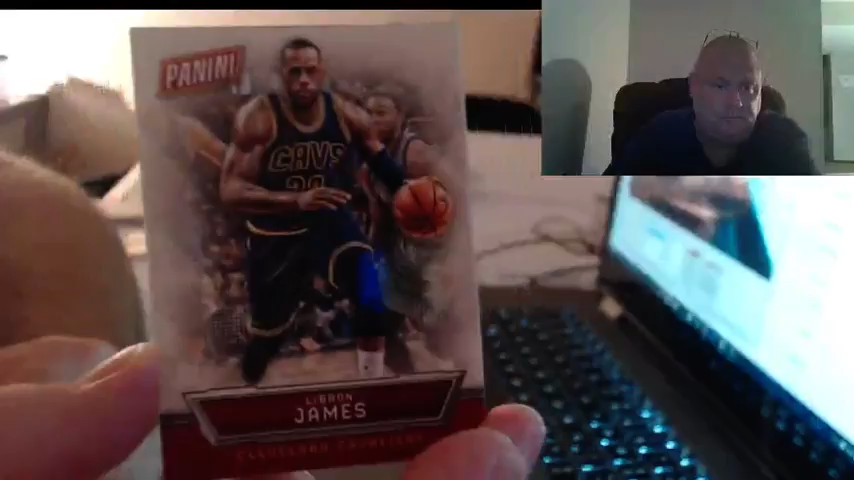 PANINI
CAVS
LEBRON
JAMES
CLEVELAND CAVALIERS